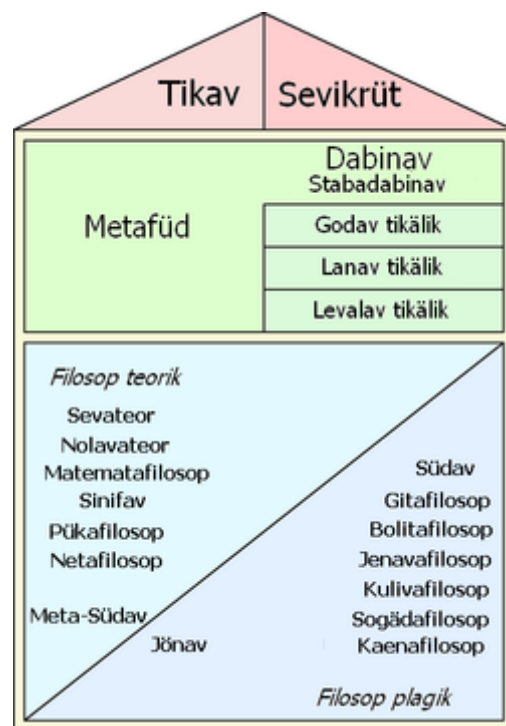 Tikav
Sevikrüt
Metafüd
Dabinav
Stabadabinav
Godav tikälik
Lanav tikälik
Levalav tikälik
Filosop teorik
Sevateor
Nolavateor
Matematafilosop
Sinifav
Pükafilosop
Netafilosop
Meta-Südav
Jönav
Südav
Gitafilosop
Bolitafilosop
Jenavafilosop
Kulivafilosop
Sogädafilosop
Kaenafilosop
Filosop plagik